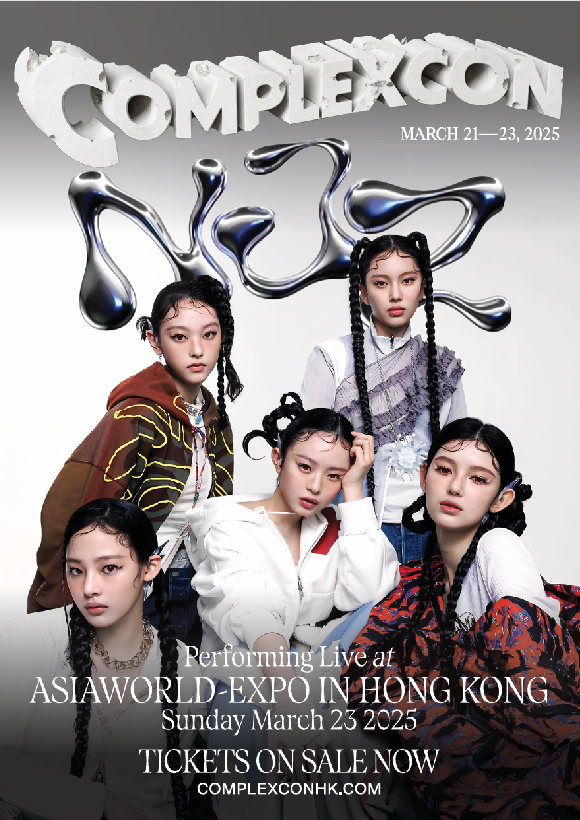 COMPLEXCON
MARCH 21—23, 2025
NJZ
Performing Live at
ASIAWORLD-EXPO IN HONG KONG
Sunday March 23 2025
TICKETS ON SALE NOW
COMPLEXCONHK.COM